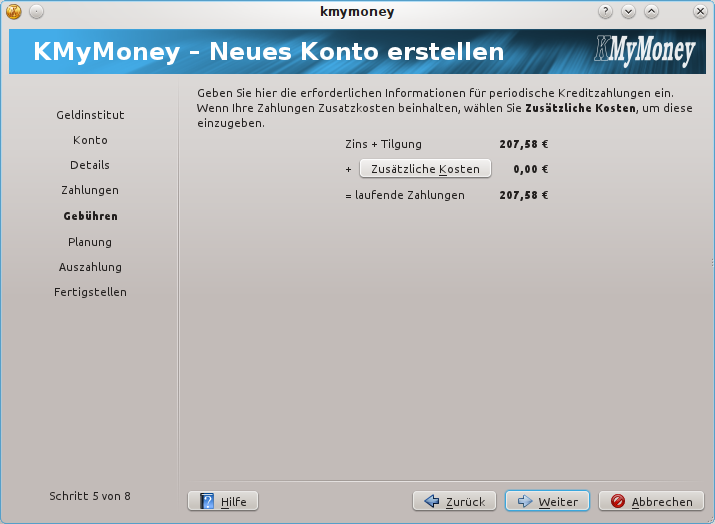 kmymoney
KMyMoney – Neues Konto erstellen
KMyMoney
Geldinstitut
Konto
Details
Zahlungen
Gebühren
Planung
Auszahlung
Fertigstellen
Schritt 5 von 8
Geben Sie hier die erforderlichen Informationen für periodische Kreditzahlungen ein.
Wenn Ihre Zahlungen Zusatzkosten beinhalten, wählen Sie Zusätzliche Kosten, um diese
einzugeben.
Zins + Tilgung 207,58 €
+ Zusätzliche Kosten 0,00 €
= laufende Zahlungen 207,58 €
Hilfe
Zurück
Weiter
Abbrechen